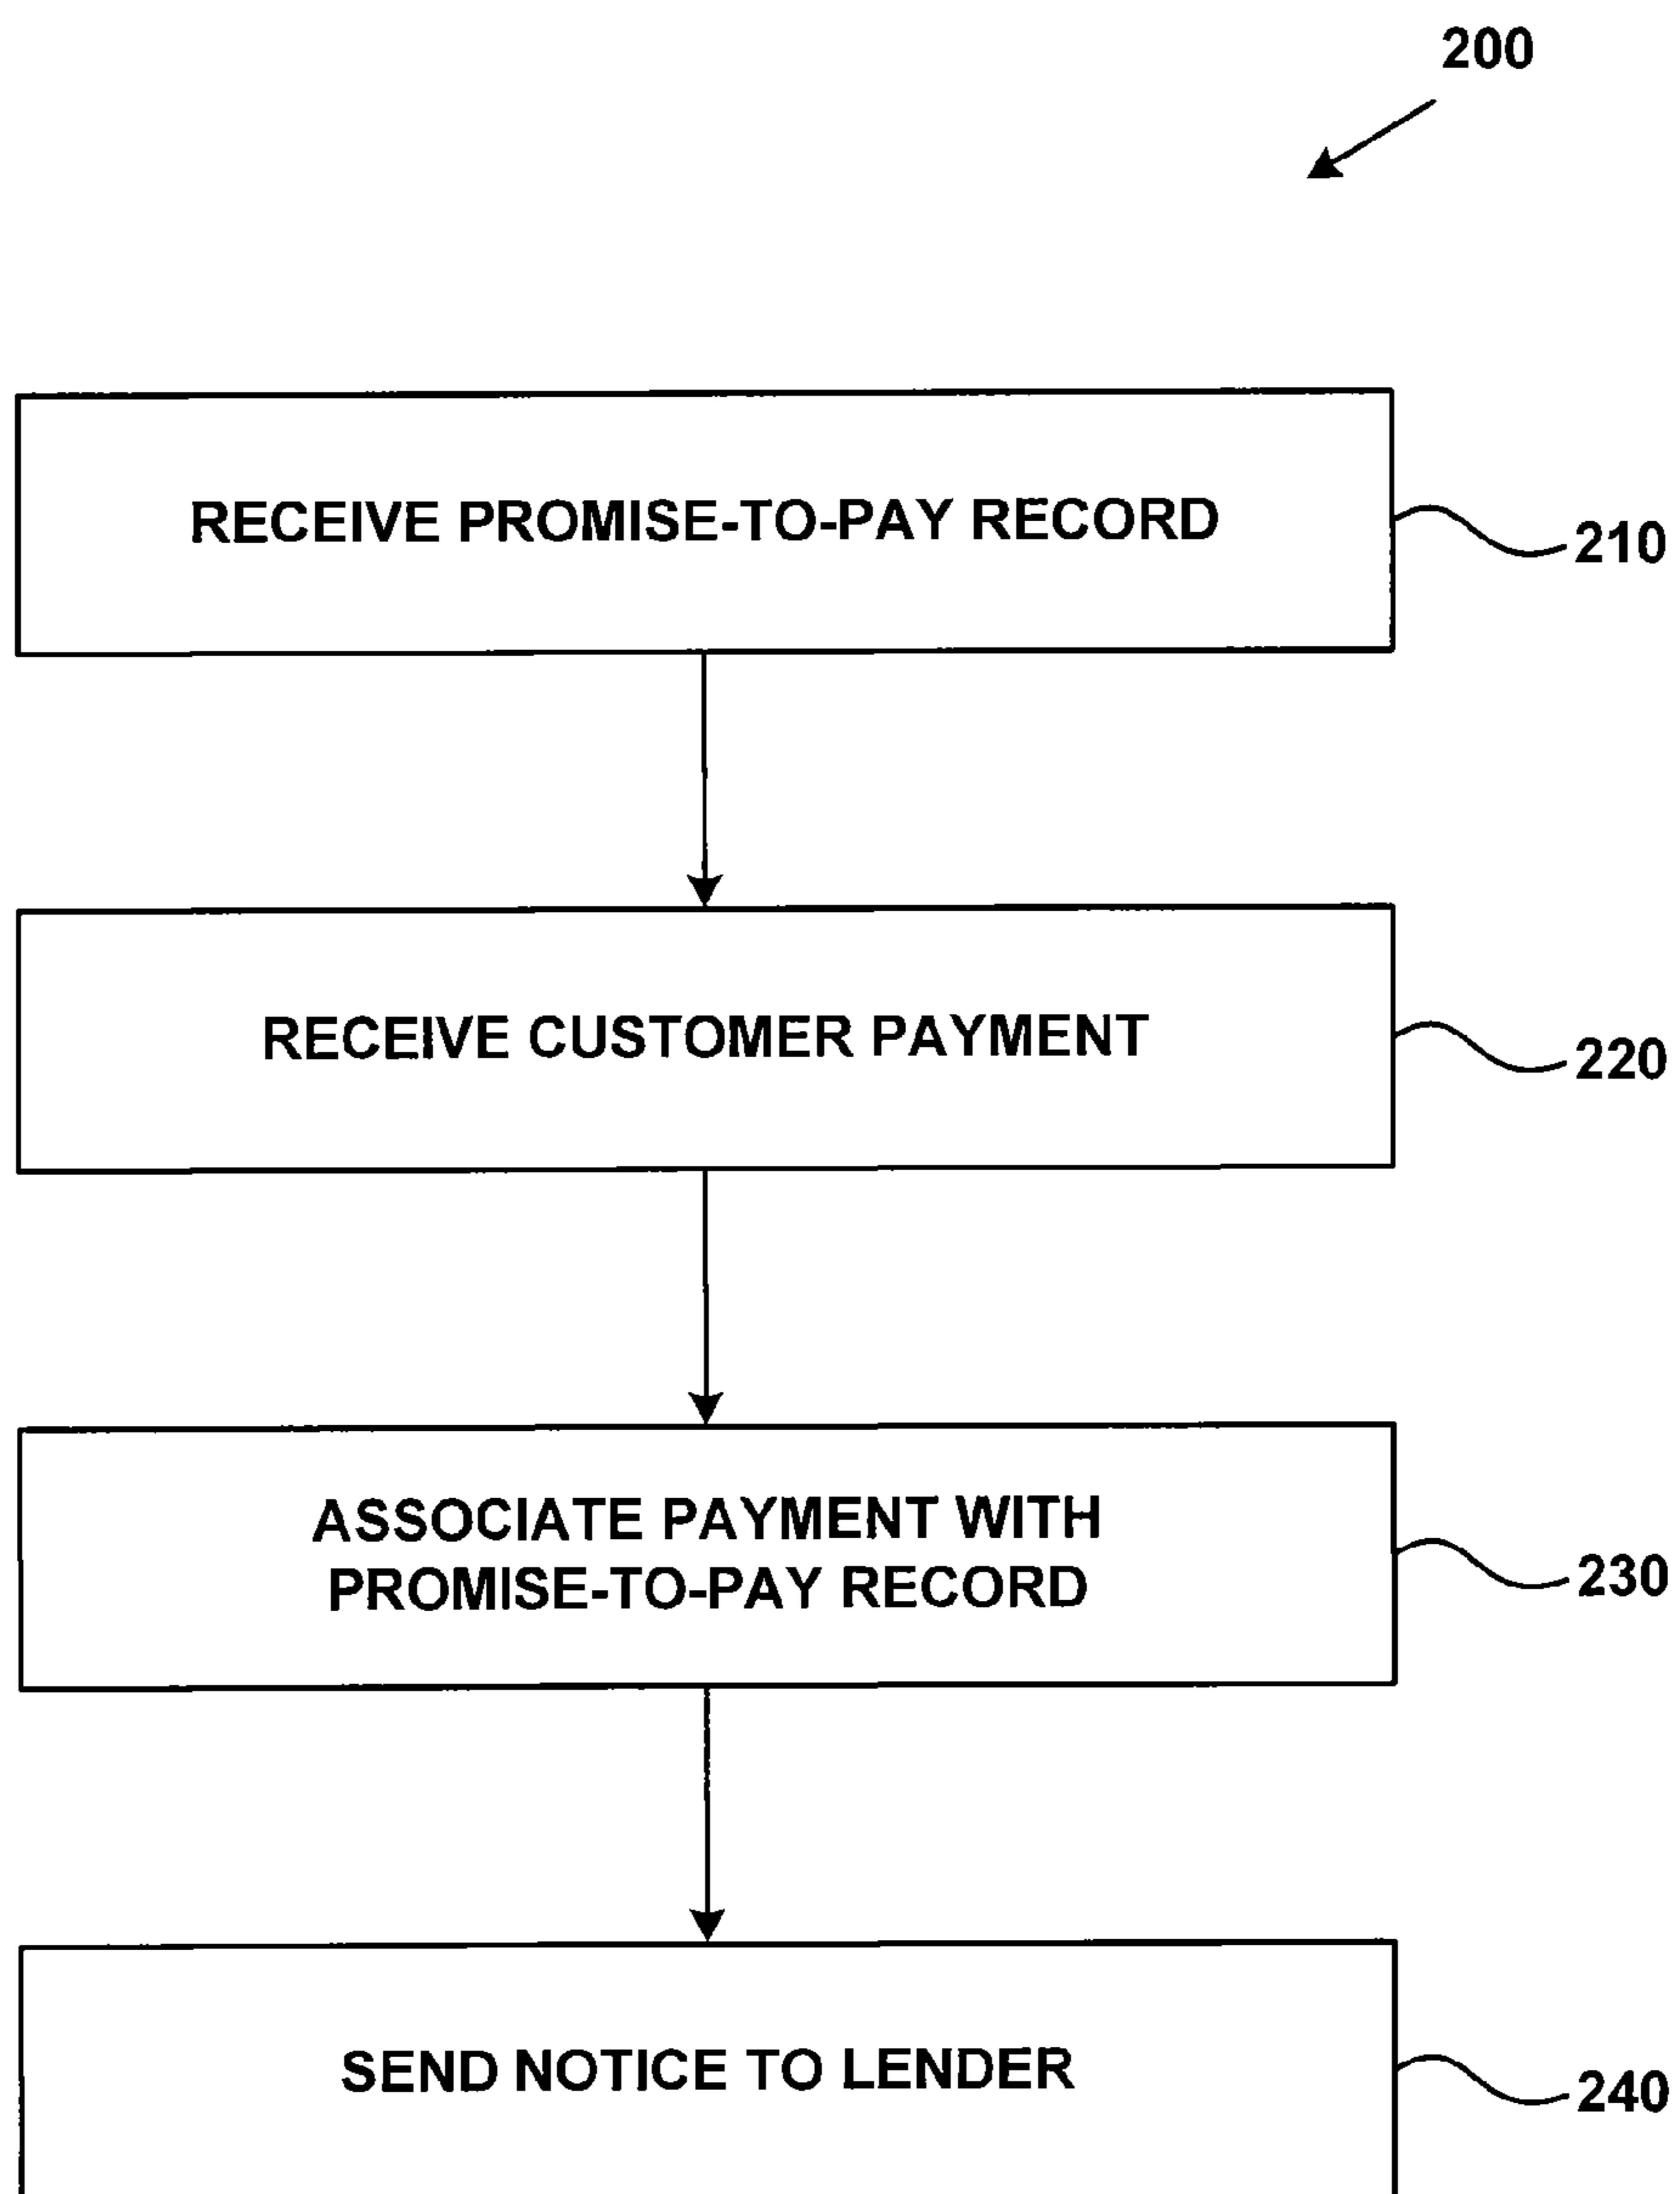 200
RECEIVE PROMISE-TO-PAY RECORD
210
RECEIVE CUSTOMER PAYMENT
220
ASSOCIATE PAYMENT WITH
PROMISE-TO-PAY RECORD
230
SEND NOTICE TO LENDER
240